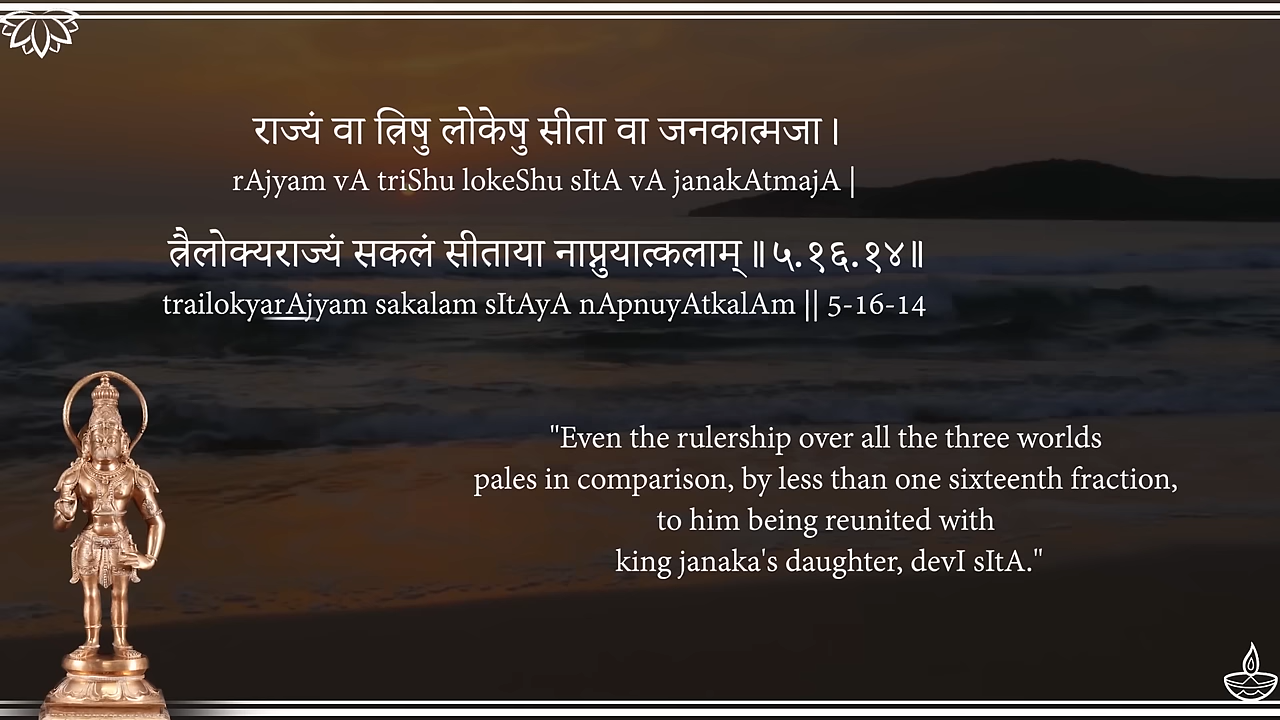 राज्यं वा त्रिषु लोकेषु सीता वा जनकात्मजा ।
rAjyam vA triShu lokeShu sItA vA janakAtmajA |
त्रैलोक्यराज्यं सकलं सीताया नाप्नुयात्कलाम् ॥ ५.१६.१४॥
trailokyarAjyam sakalam sItAyA nApnuyAtkalAm || 5-16-14
"Even the rulership over all the three worlds
pales in comparison, by less than one sixteenth fraction,
to him being reunited with
king janaka's daughter, devI sItA."